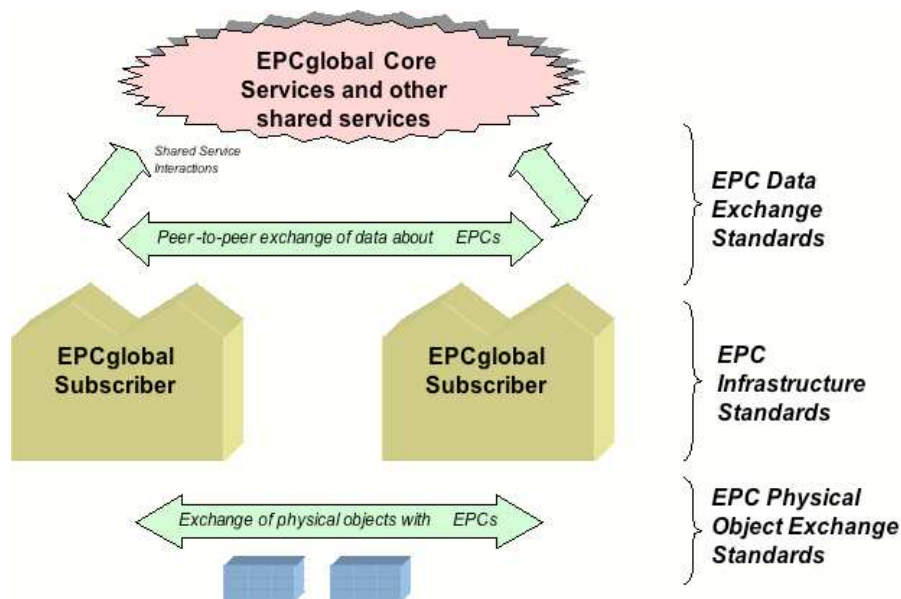 EPCglobal Core
Services and other
shared services
Shared Service
Interactions
Peer-to-peer exchange of data about EPCs
EPC Data
Exchange
Standards
EPCglobal
Subscriber
EPCglobal
Subscriber
EPC
Infrastructure
Standards
Exchange of physical objects with EPCs
EPC Physical
Object Exchange
Standards